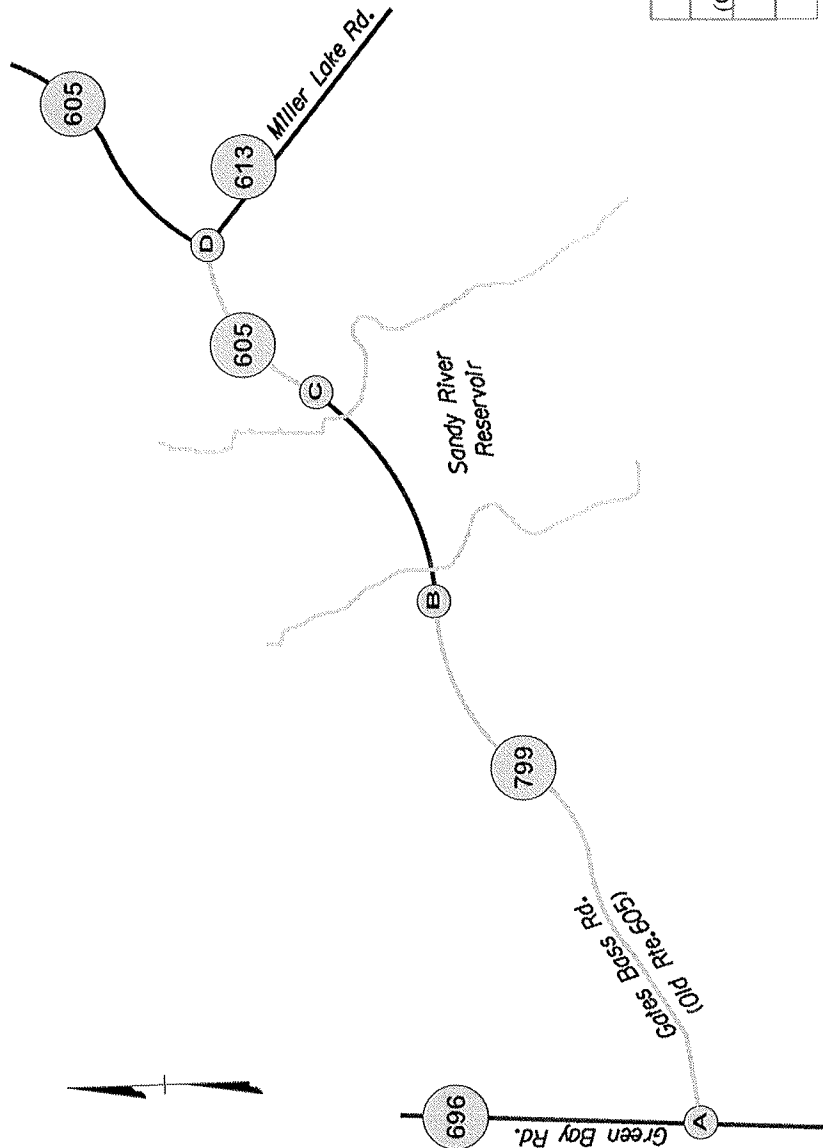 605
Miller Lake Rd.
613
D
605
C
Sandy River
Reservoir
B
799
Gates Bass Rd.
(Old Rte.605)
696
Green Bay Rd.
A